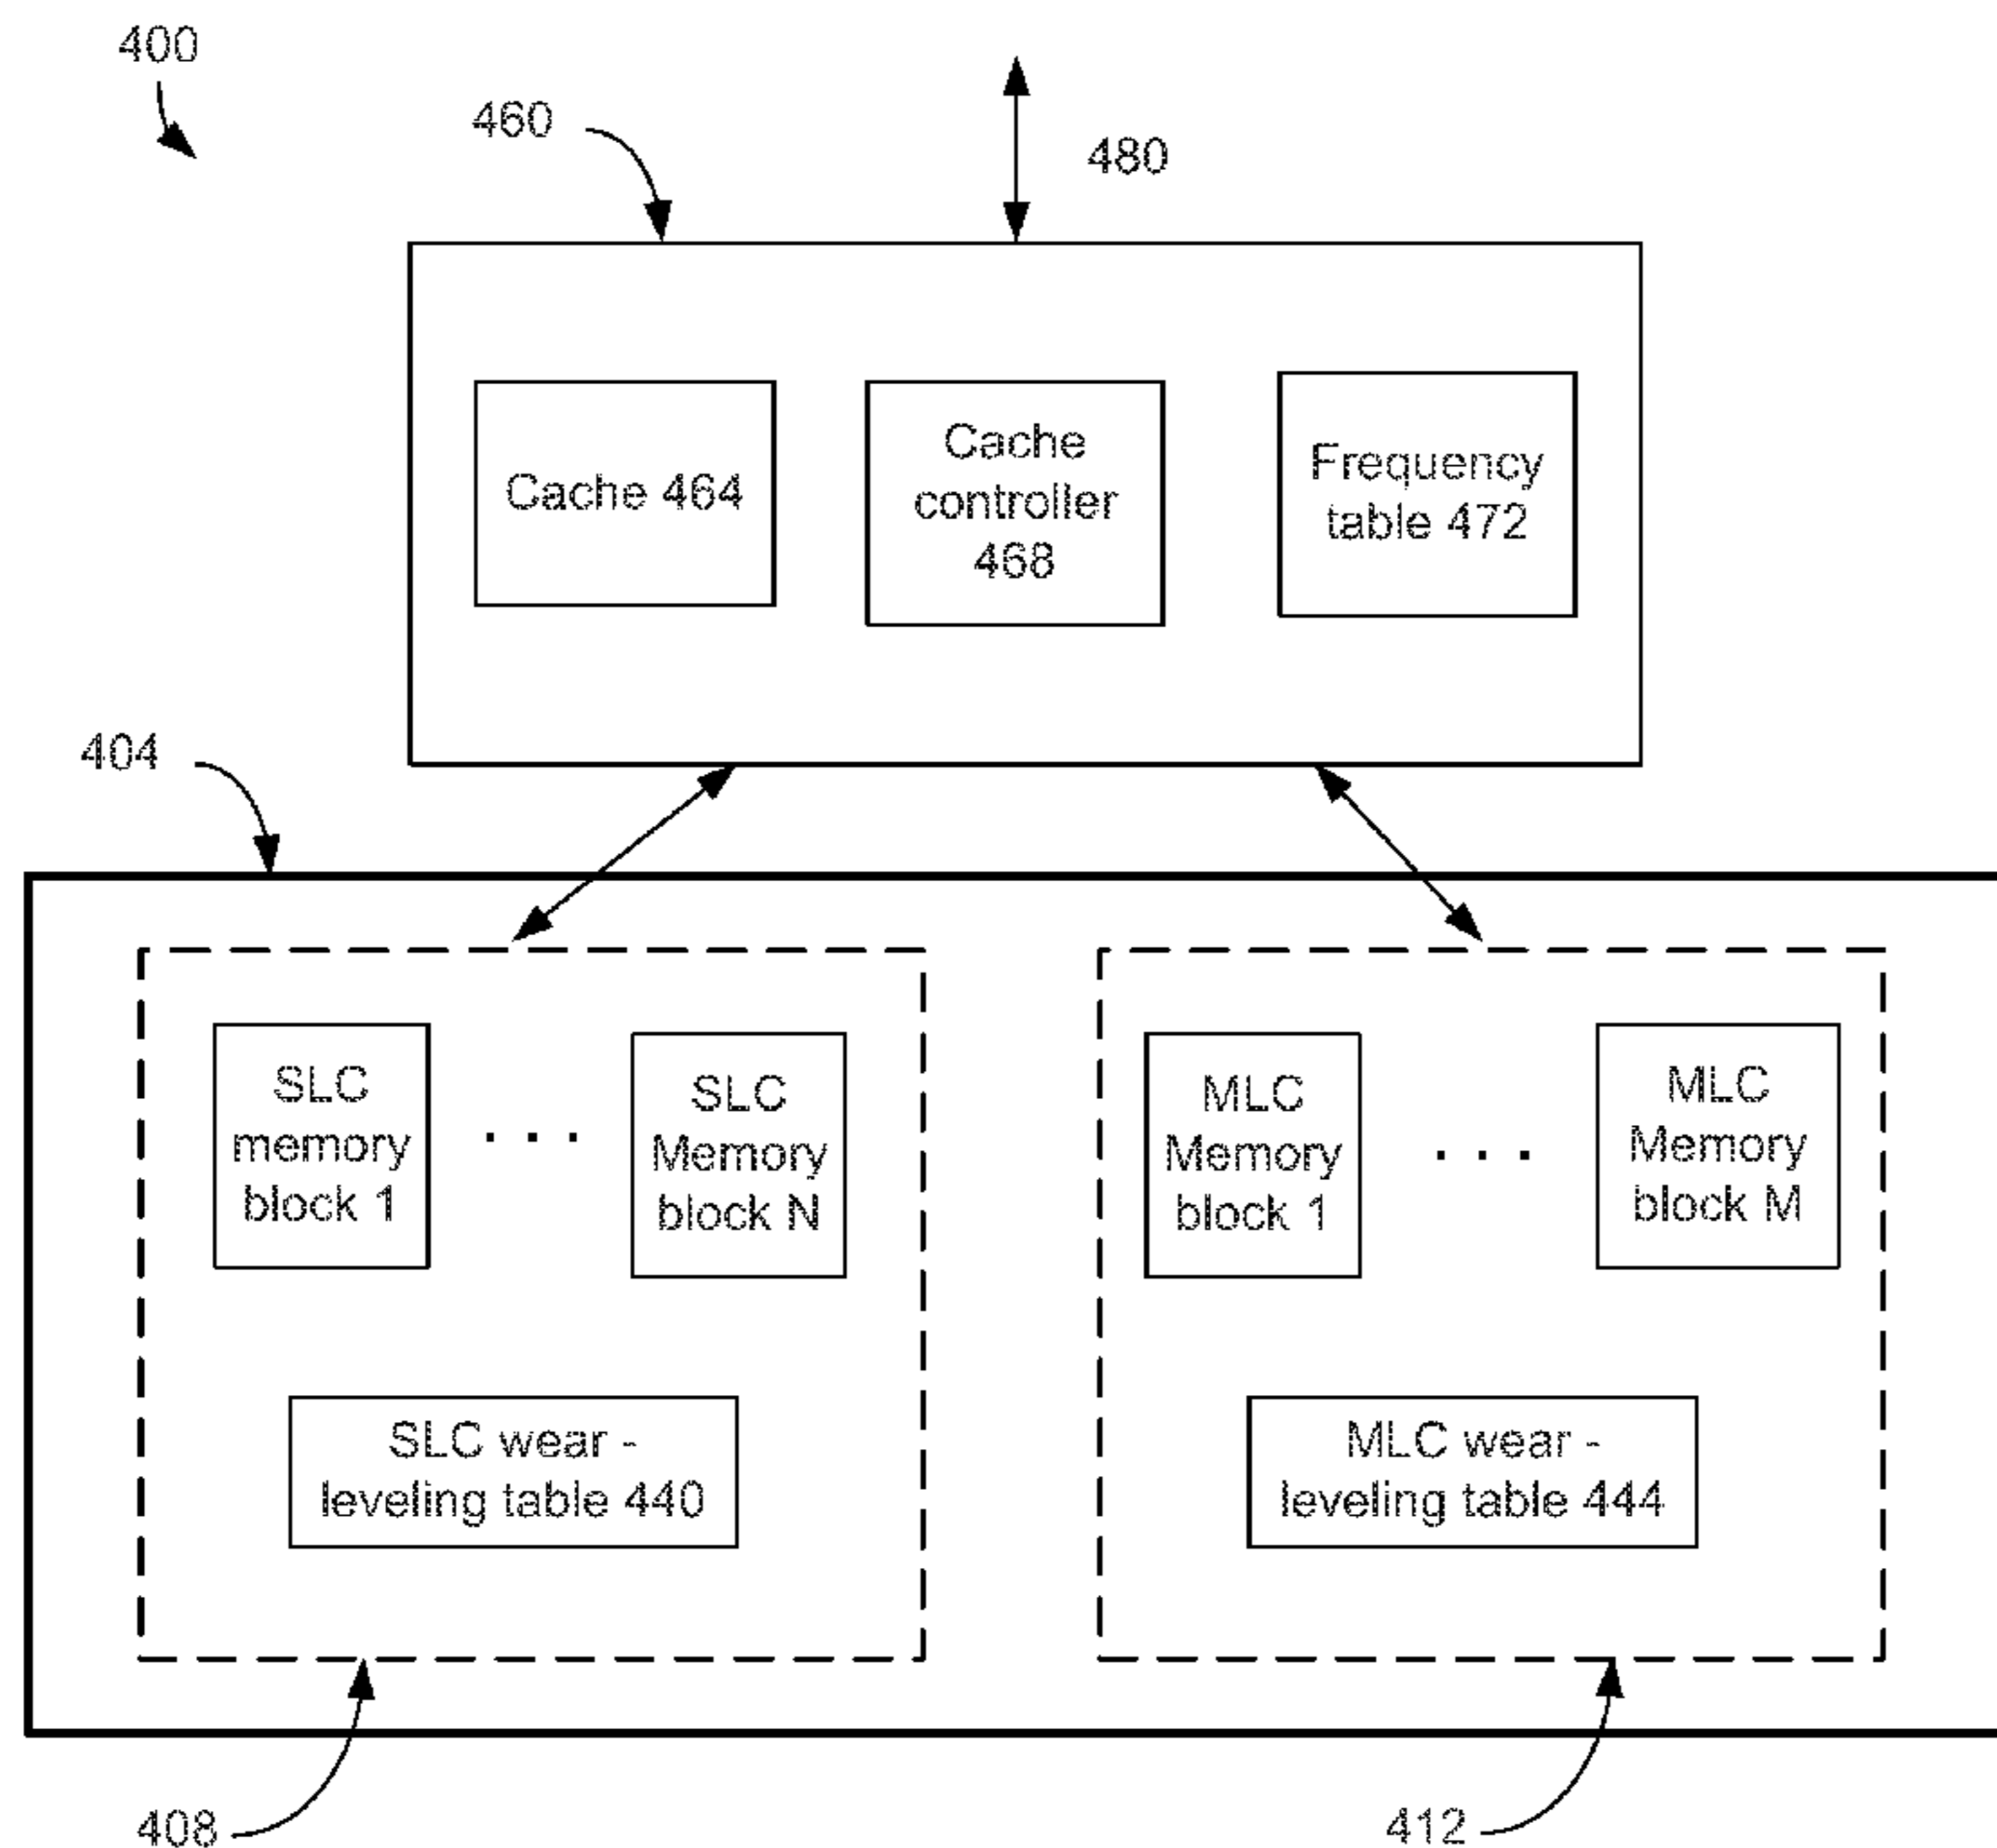 400
460
480
Cache 464
Cache
controller
468
Frequency
table 472
404
SLC
memory
block 1
. . .
SLC
Memory
block N
MLC
Memory
block 1
. . .
MLC
Memory
block M
SLC wear -
leveling table 440
MLC wear -
leveling table 444
408
412